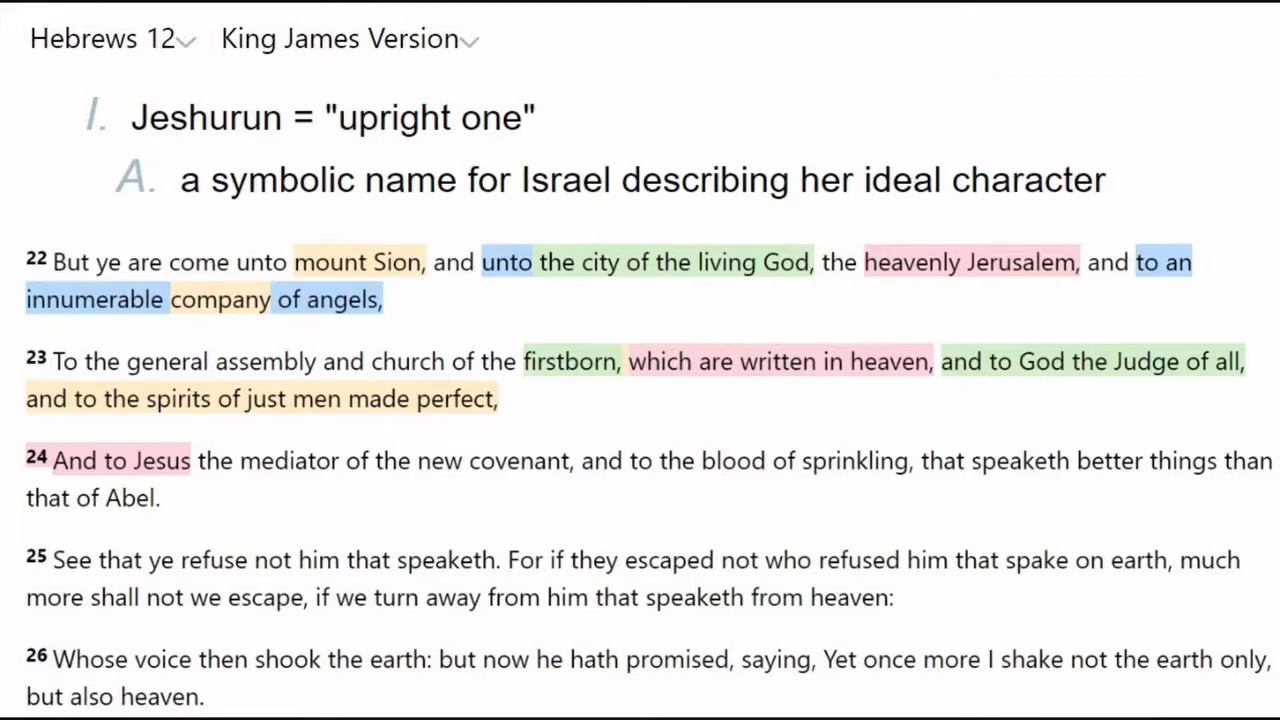 Hebrews 12 King James Version
I. Jeshurun = "upright one"
A. a symbolic name for Israel describing her ideal character
22 But ye are come unto mount Sion, and unto the city of the living God, the heavenly Jerusalem, and to an
innumerable company of angels,
23 To the general assembly and church of the firstborn, which are written in heaven, and to God the Judge of all,
and to the spirits of just men made perfect,
24 And to Jesus the mediator of the new covenant, and to the blood of sprinkling, that speaketh better things than
that of Abel.
25 See that ye refuse not him that speaketh. For if they escaped not who refused him that spake on earth, much
more shall not we escape, if we turn away from him that speaketh from heaven:
26 Whose voice then shook the earth: but now he hath promised, saying, Yet once more I shake not the earth only,
but also heaven.